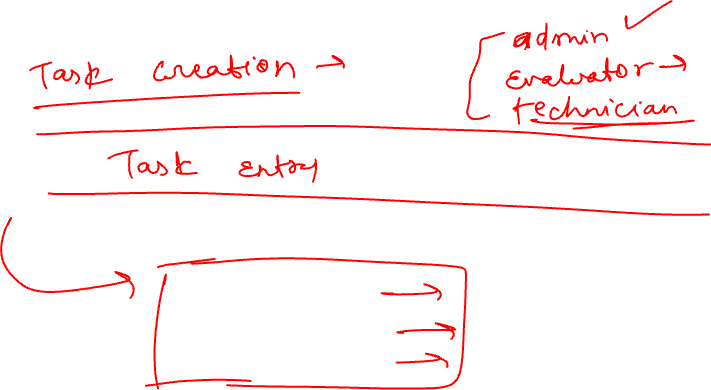 Task creation →
admin ✓
Evaluator →
technician
Task entry